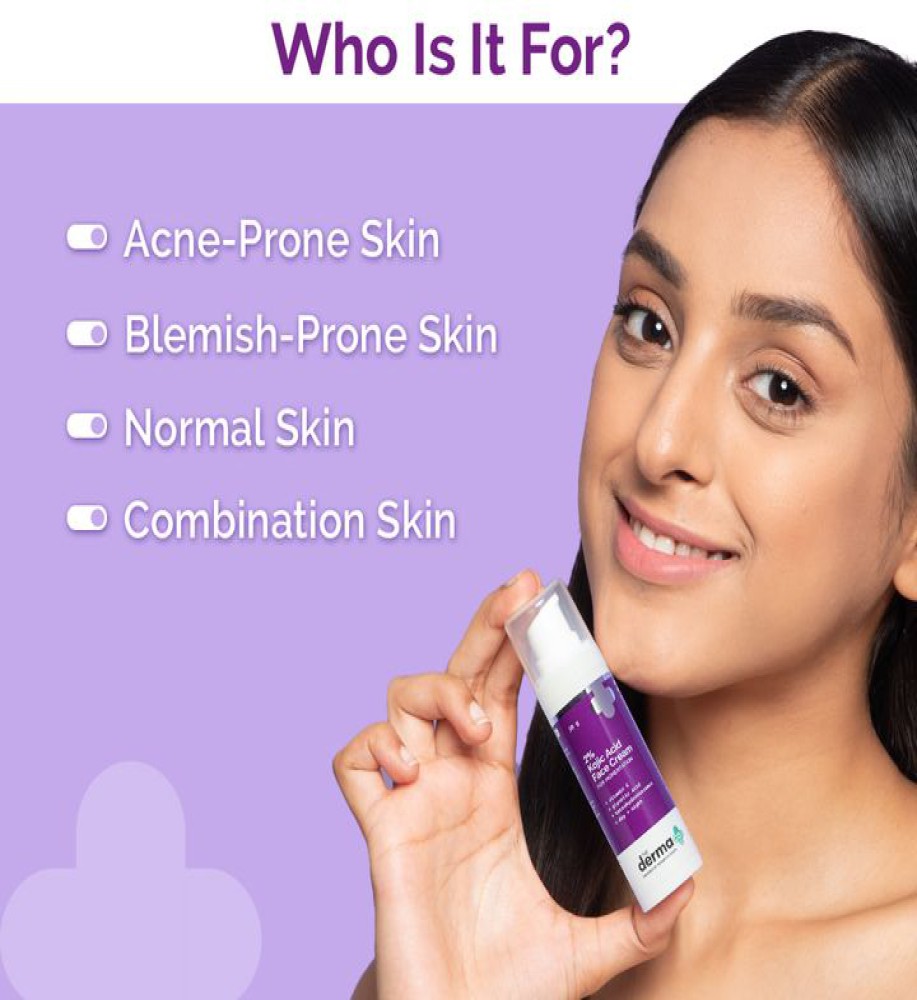 Who Is It For?
Acne-Prone Skin
Blemish-Prone Skin
Normal Skin
Combination Skin
2%
Kojic Acid
Face Cream
derma